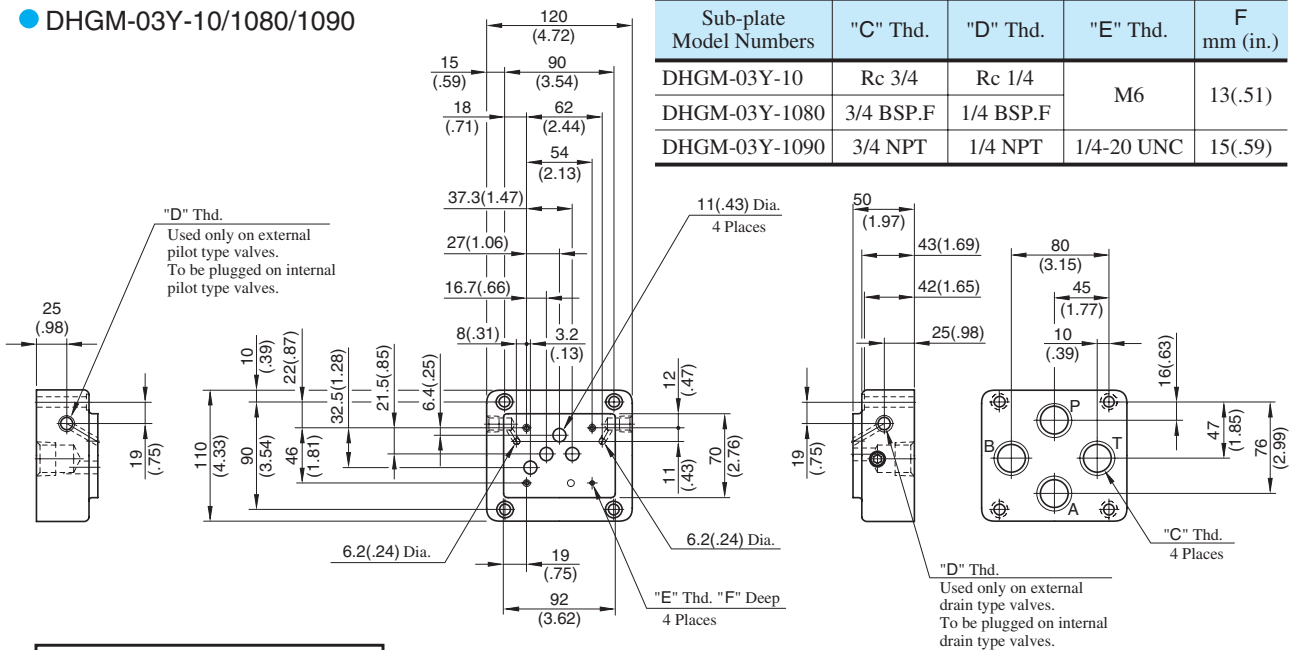 DHGM-03Y-10/1080/1090
Sub-plate Model Numbers "C" Thd. "D" Thd. "E" Thd. F mm (in.)
DHGM-03Y-10 Rc 3/4 Rc 1/4 M6 13(.51)
DHGM-03Y-1080 3/4 BSP.F 1/4 BSP.F
DHGM-03Y-1090 3/4 NPT 1/4 NPT 1/4-20 UNC 15(.59)
"D" Thd.
Used only on external
pilot type valves.
To be plugged on internal
pilot type valves.
25
(.98)
19
(.75)
120
(4.72)
15
(.59)
90
(3.54)
18
(.71)
62
(2.44)
54
(2.13)
37.3(1.47)
27(1.06)
16.7(.66)
8(.31)
3.2
(.13)
11(.43) Dia.
4 Places
110
(4.33)
10
(.39)
90
(3.54)
22(.87)
46
(1.81)
32.5(1.28)
21.5(.85)
6.4(.25)
12
(.47)
11
(.43)
70
(2.76)
6.2(.24) Dia.
6.2(.24) Dia.
19
(.75)
92
(3.62)
"E" Thd. "F" Deep
4 Places
50
(1.97)
43(1.69)
42(1.65)
25(.98)
19
(.75)
"D" Thd.
Used only on external
drain type valves.
To be plugged on internal
drain type valves.
80
(3.15)
45
(1.77)
10
(.39)
16(.63)
47
(1.85)
76
(2.99)
P
B
T
A
"C" Thd.
4 Places